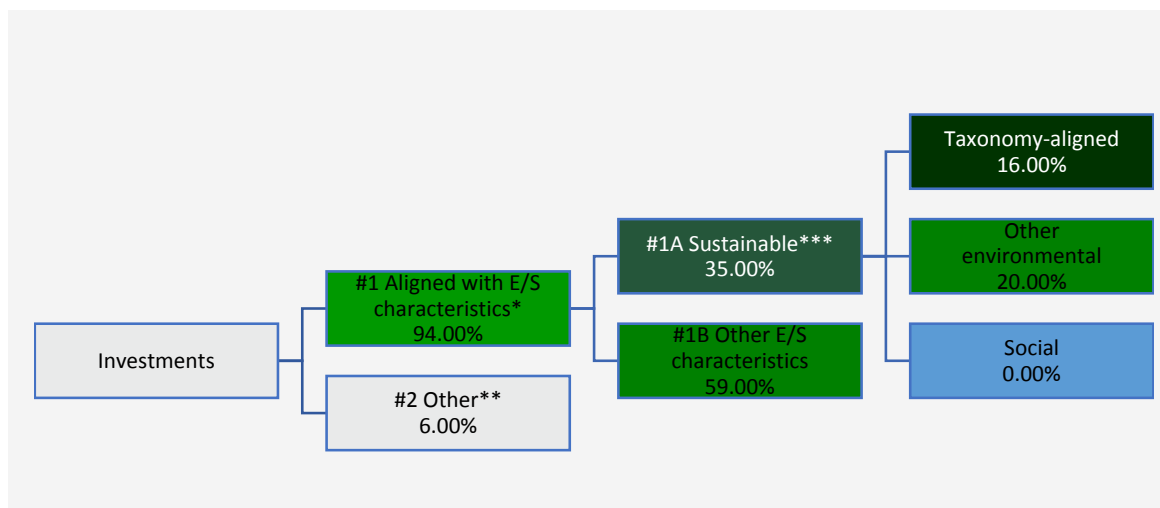 Investments
#1 Aligned with E/S
characteristics*
94.00%
#2 Other**
6.00%
#1A Sustainable***
35.00%
#1B Other E/S
characteristics
59.00%
Taxonomy-aligned
16.00%
Other
environmental
20.00%
Social
0.00%